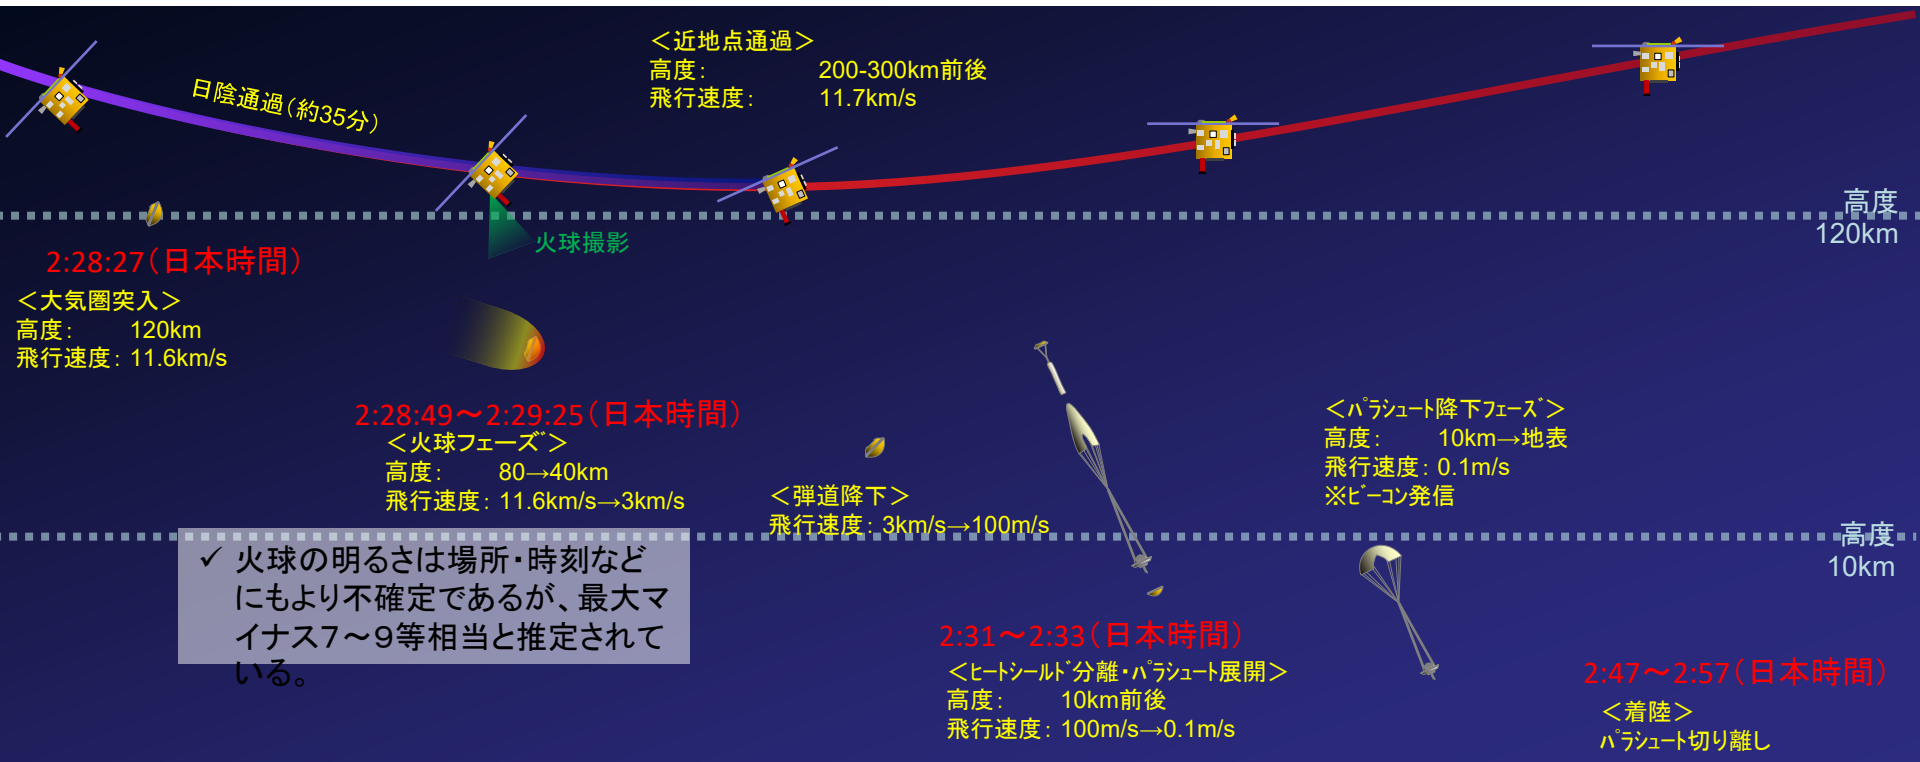 ＜近地点通過＞
高度： 200-300km前後
飛行速度： 11.7km/s
日陰通過（約35分）
高度
120km
火球撮影
2:28:27（日本時間）
＜大気圏突入＞
高度： 120km
飛行速度： 11.6km/s
2:28:49～2:29:25（日本時間）
＜火球フェーズ＞
高度： 80→40km
飛行速度： 11.6km/s→3km/s
＜弾道降下＞
飛行速度： 3km/s→100m/s
＜ﾊﾟﾗｼｭｰﾄ降下ﾌｪｰｽﾞ＞
高度： 10km→地表
飛行速度： 0.1m/s
※ﾋﾞｰｺﾝ発信
高度
10km
✓ 火球の明るさは場所・時刻など
にもより不確定であるが、最大マ
イナス７～９等相当と推定されて
いる。
2:31～2:33（日本時間）
＜ﾋｰﾄｼｰﾙﾄﾞ分離・ﾊﾟﾗｼｭｰﾄ展開＞
高度： 10km前後
飛行速度： 100m/s→0.1m/s
2:47～2:57（日本時間）
＜着陸＞
ﾊﾟﾗｼｭｰﾄ切り離し